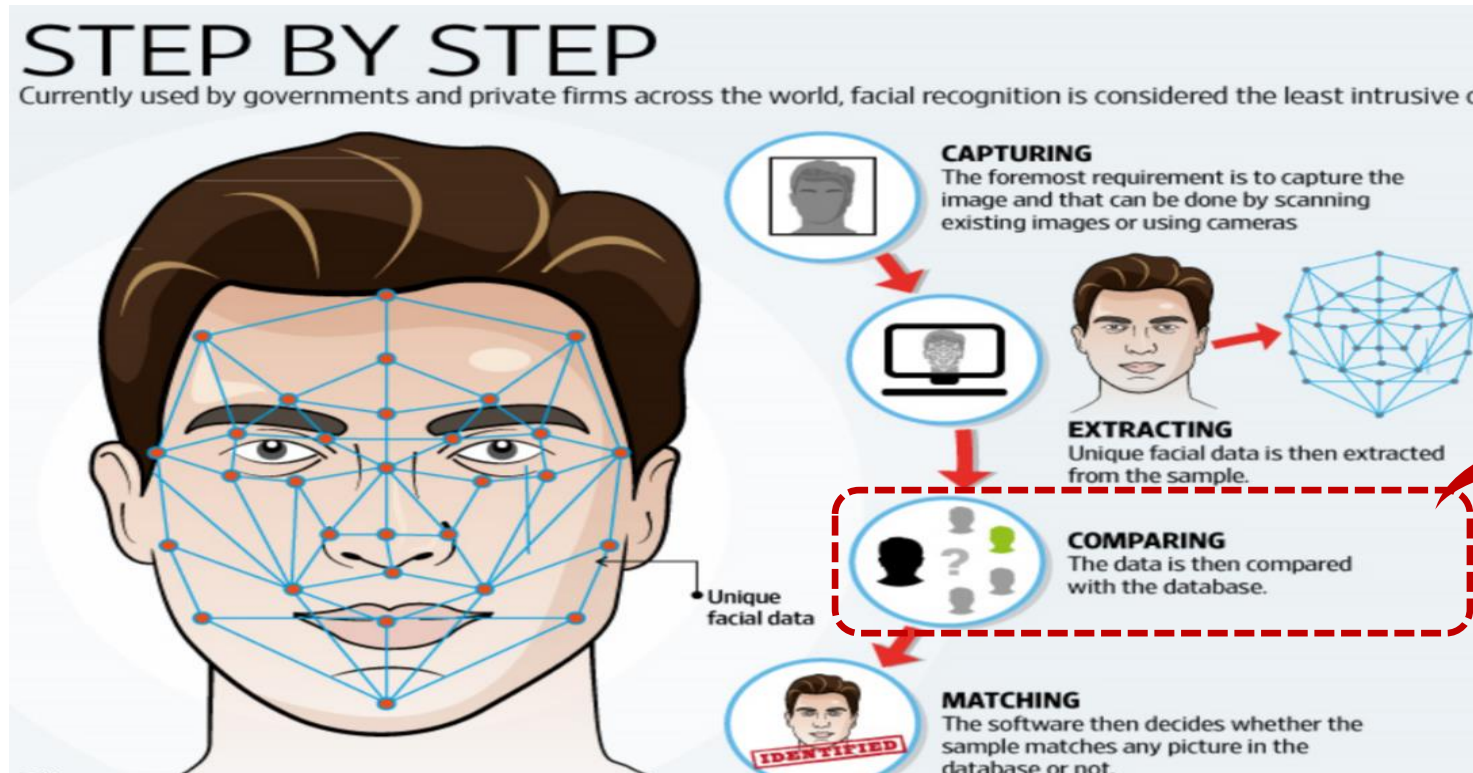 STEP BY STEP
Currently used by governments and private firms across the world, facial recognition is considered the least intrusive
CAPTURING
The foremost requirement is to capture the
image and that can be done by scanning
existing images or using cameras
EXTRACTING
Unique facial data is then extracted
from the sample.
COMPARING
The data is then compared
with the database.
Unique
facial data
MATCHING
The software then decides whether the
sample matches any picture in the
database or not.
IDENTIFIED